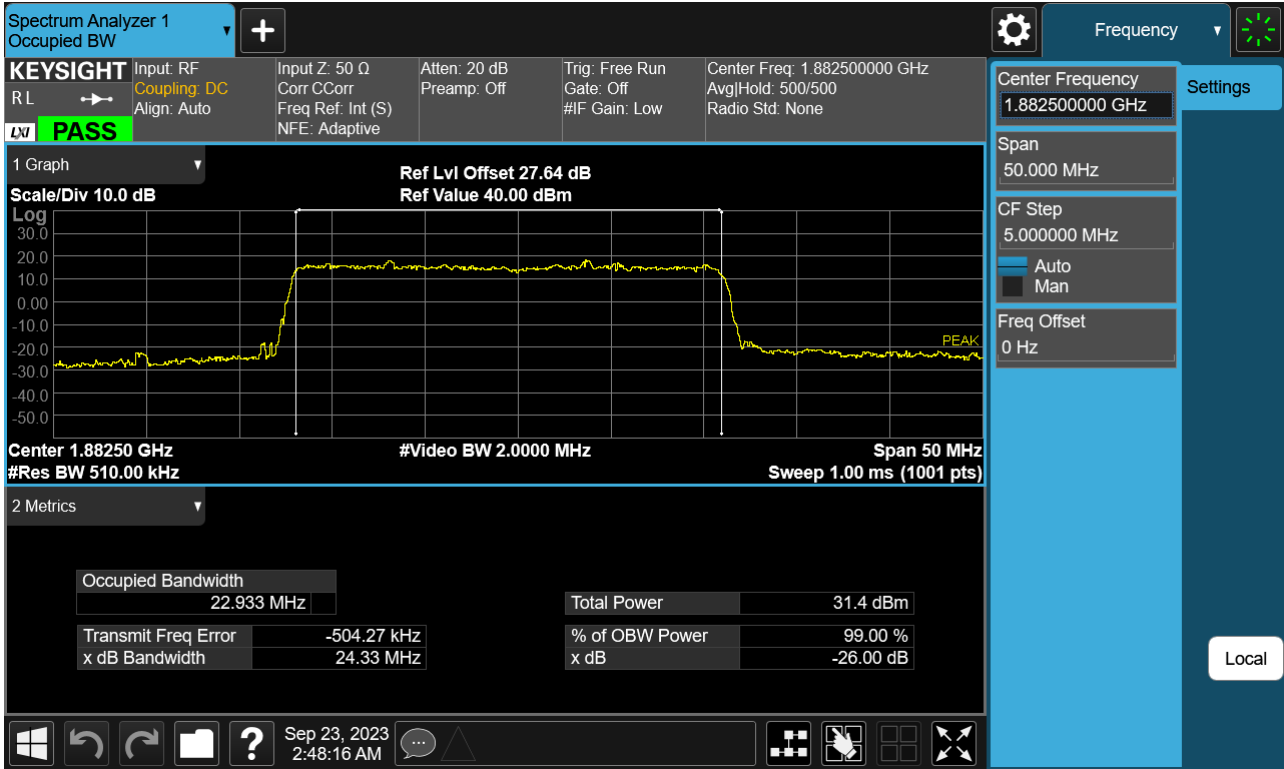 Spectrum Analyzer 1
Occupied BW
▼
+
Frequency
▼
KEYSIGHT
R L
LXI PASS
Input: RF
Coupling: DC
Align: Auto
Input Z: 50 Ω
Corr CCorr
Freq Ref: Int (S)
NFE: Adaptive
Atten: 20 dB
Preamp: Off
Trig: Free Run
Gate: Off
#IF Gain: Low
Center Freq: 1.882500000 GHz
Avg|Hold: 500/500
Radio Std: None
Center Frequency
1.882500000 GHz
Settings
Span
50.000 MHz
CF Step
5.000000 MHz
Auto
Man
Freq Offset
0 Hz
Local
1 Graph ▼
Scale/Div 10.0 dB
Ref Lvl Offset 27.64 dB
Ref Value 40.00 dBm
Log
30.0
20.0
10.0
0.00
-10.0
-20.0
-30.0
-40.0
-50.0
PEAK
Center 1.88250 GHz #Video BW 2.0000 MHz Span 50 MHz
#Res BW 510.00 kHz Sweep 1.00 ms (1001 pts)
2 Metrics ▼
Occupied Bandwidth
22.933 MHz
Total Power 31.4 dBm
Transmit Freq Error -504.27 kHz
% of OBW Power 99.00 %
x dB Bandwidth 24.33 MHz
x dB -26.00 dB
?
Sep 23, 2023
2:48:16 AM